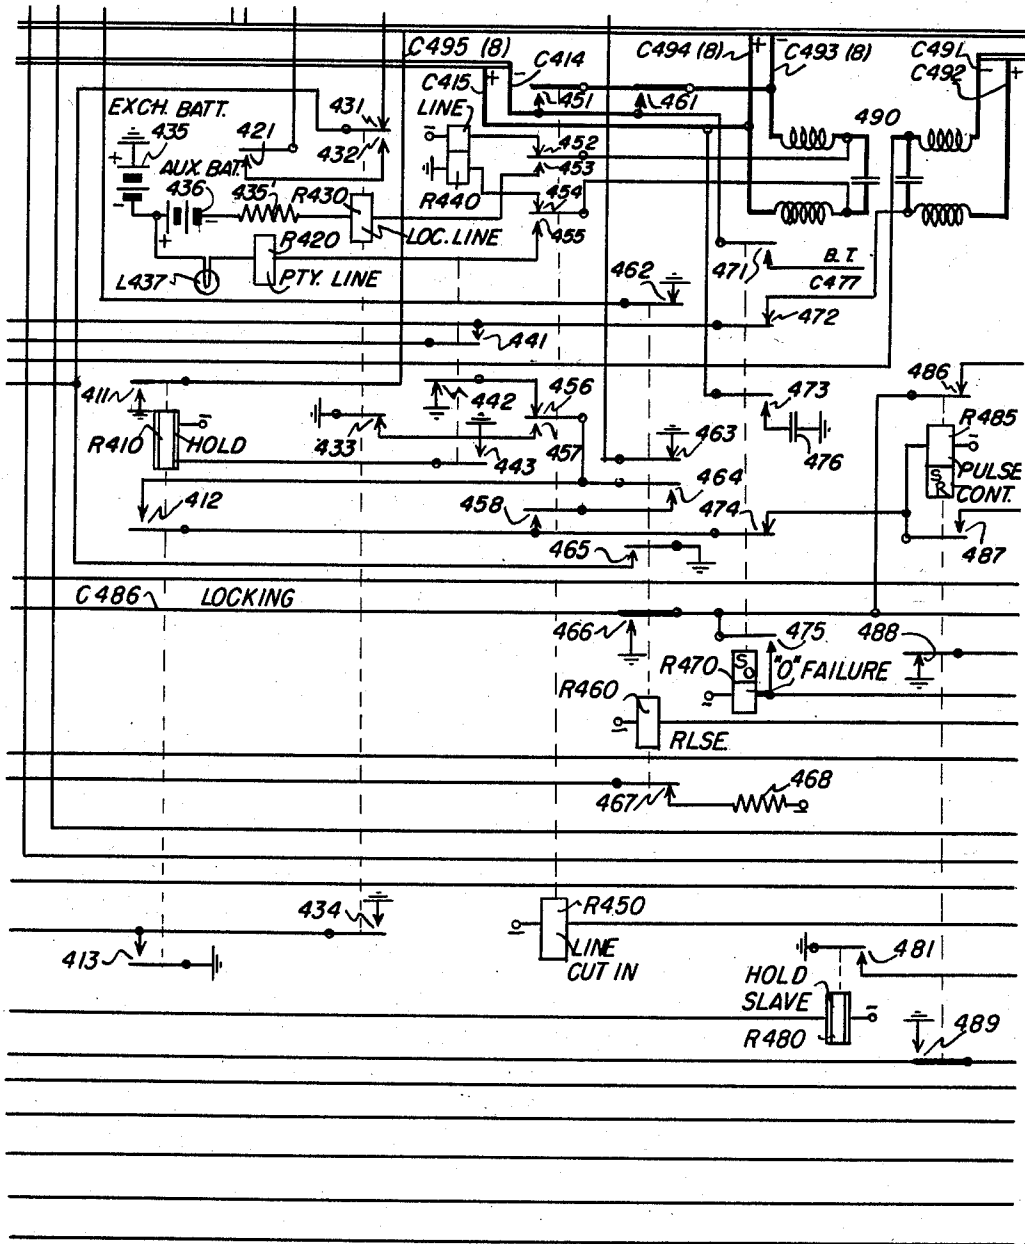 C495 (8)
C414
C494 (8)
C493 (8)
C491
C492
C415
EXCH. BATT.
431
LINE
451
461
490
435
421
432
452
AUX BAT.
453
436
435'
R430
R440
454
455
LOC. LINE
R420
L437
PTY. LINE
462
471
B.T.
C477
472
441
486
411
442
456
473
R485
R410
HOLD
433
443
457
463
476
S
R
PULSE
CONT.
412
458
464
474
465
487
C486
LOCKING
466
475
488
R470
S
O
"O" FAILURE
R460
RLSE.
467
468
434
R450
413
LINE
CUT IN
481
HOLD
SLAVE
R480
489